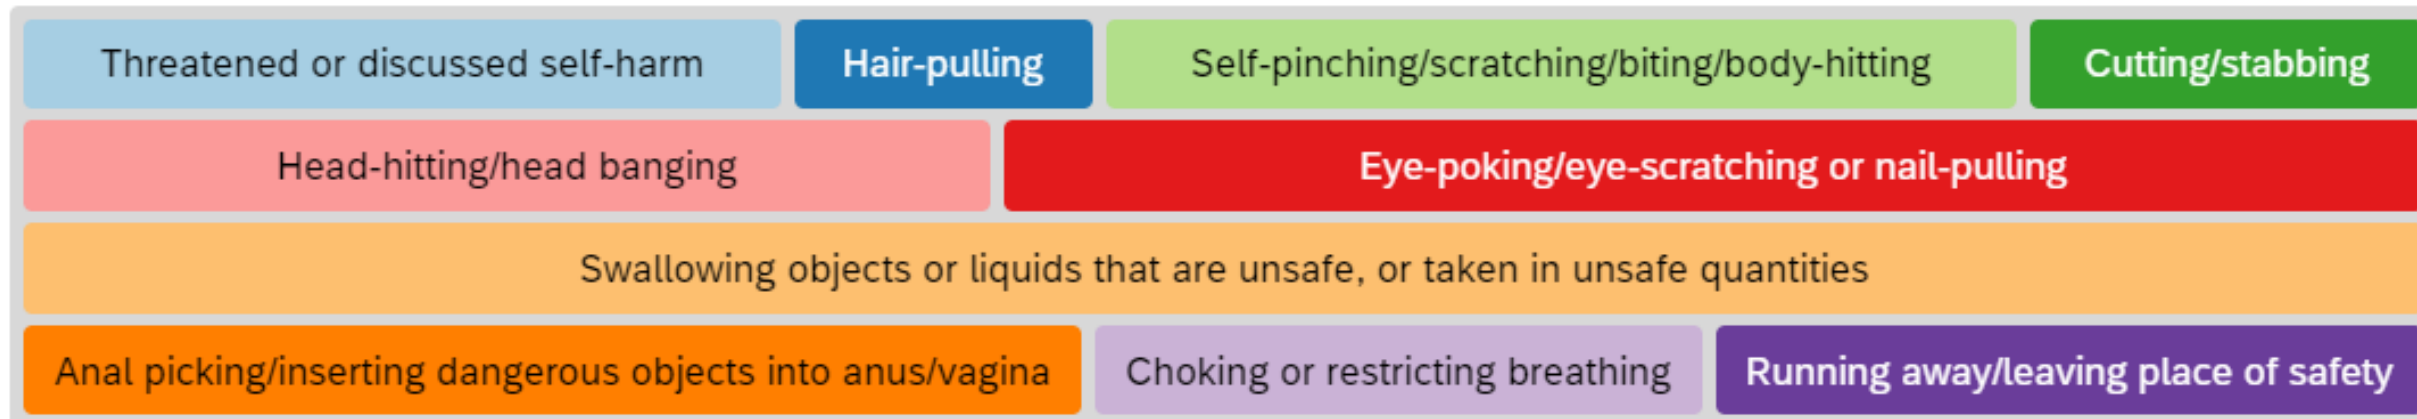 Threatened or discussed self-harm
Hair-pulling
Self-pinching/scratching/biting/body-hitting
Cutting/stabbing
Head-hitting/head banging
Eye-poking/eye-scratching or nail-pulling
Swallowing objects or liquids that are unsafe, or taken in unsafe quantities
Anal picking/inserting dangerous objects into anus/vagina
Choking or restricting breathing
Running away/leaving place of safety